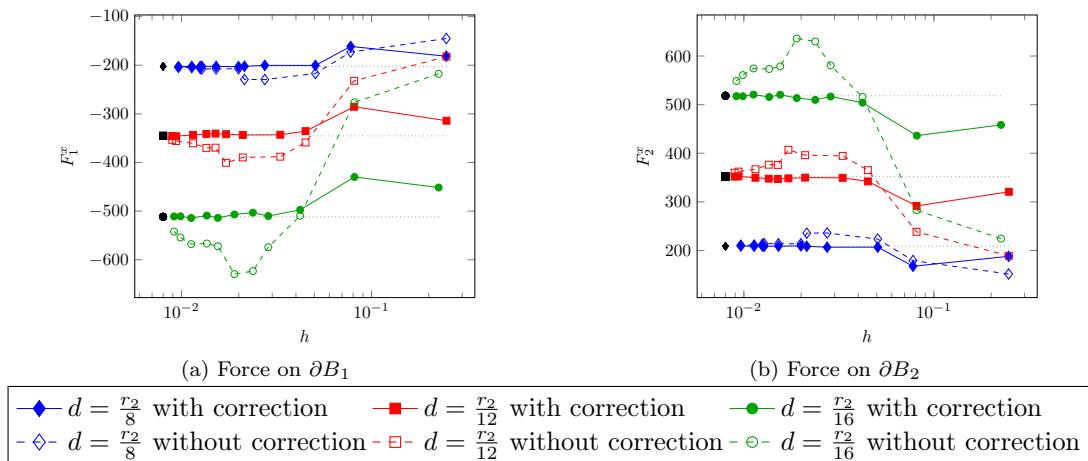 −100
−200
−300
−400
−500
−600
F₁ˣ
10⁻²
10⁻¹
h
(a) Force on ∂B₁
600
500
400
300
200
F₂ˣ
10⁻²
10⁻¹
h
(b) Force on ∂B₂
d = r₂/8 with correction
d = r₂/12 with correction
d = r₂/16 with correction
d = r₂/8 without correction
d = r₂/12 without correction
d = r₂/16 without correction